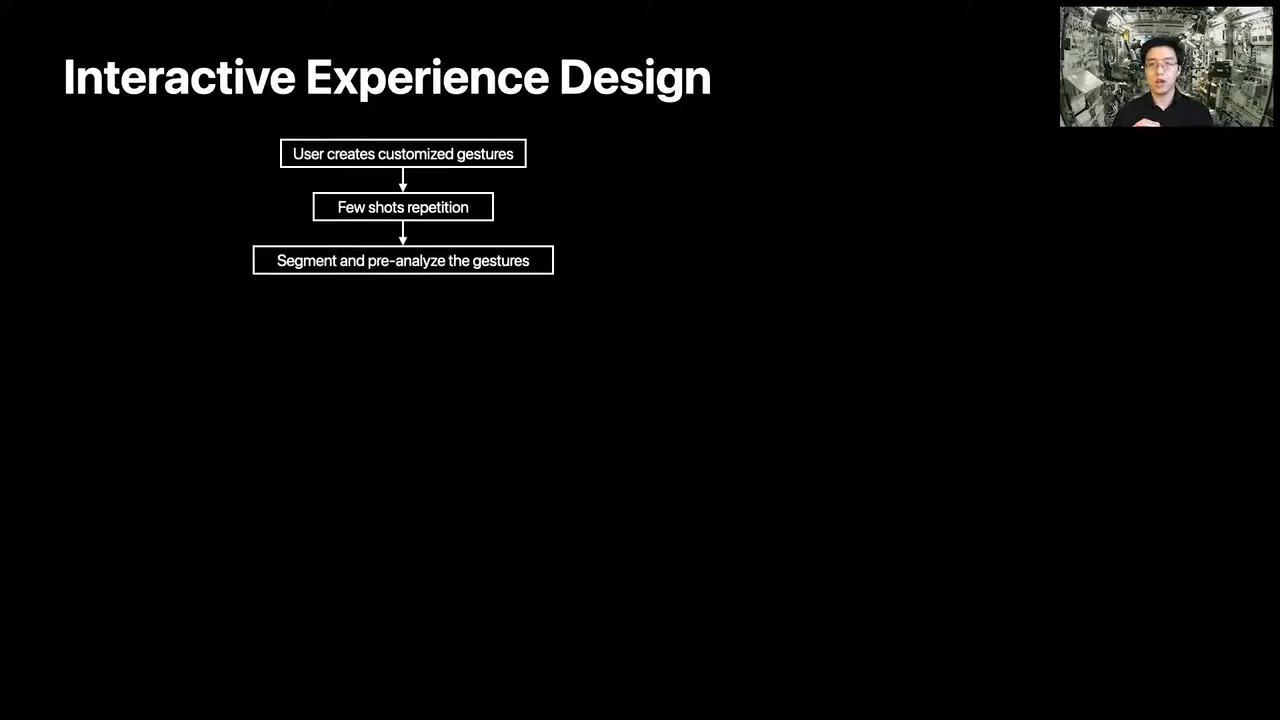 Interactive Experience Design
User creates customized gestures
Few shots repetition
Segment and pre-analyze the gestures